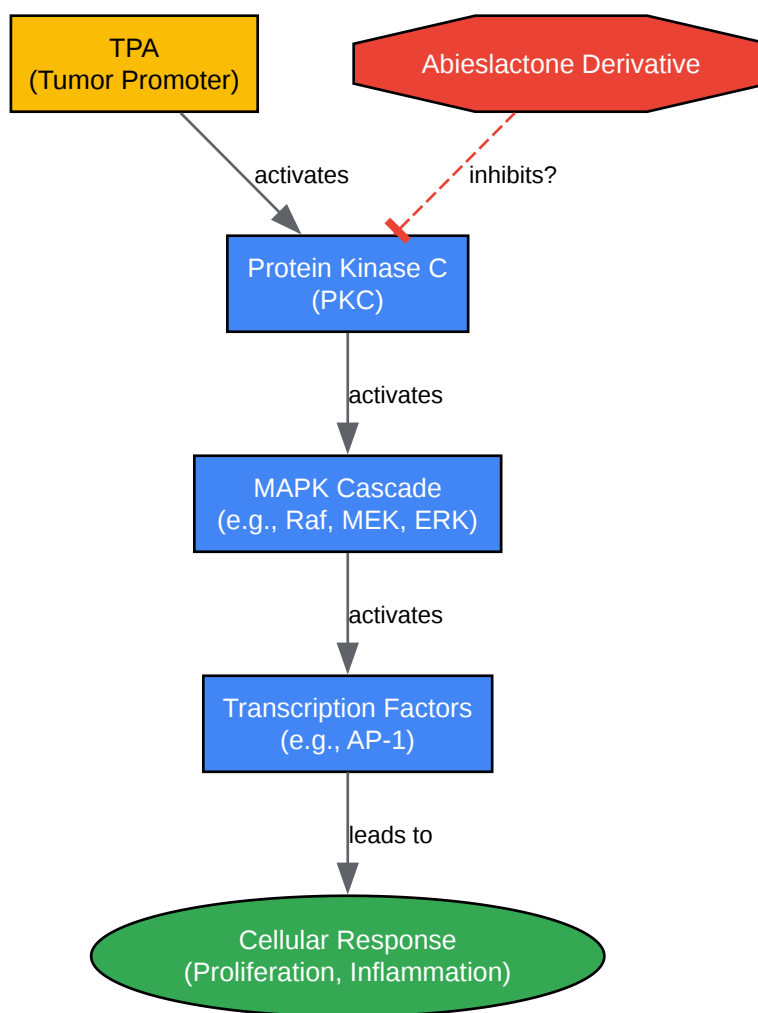 TPA
(Tumor Promoter)
Abieslactone Derivative
activates
inhibits?
Protein Kinase C
(PKC)
activates
MAPK Cascade
(e.g., Raf, MEK, ERK)
activates
Transcription Factors
(e.g., AP-1)
leads to
Cellular Response
(Proliferation, Inflammation)